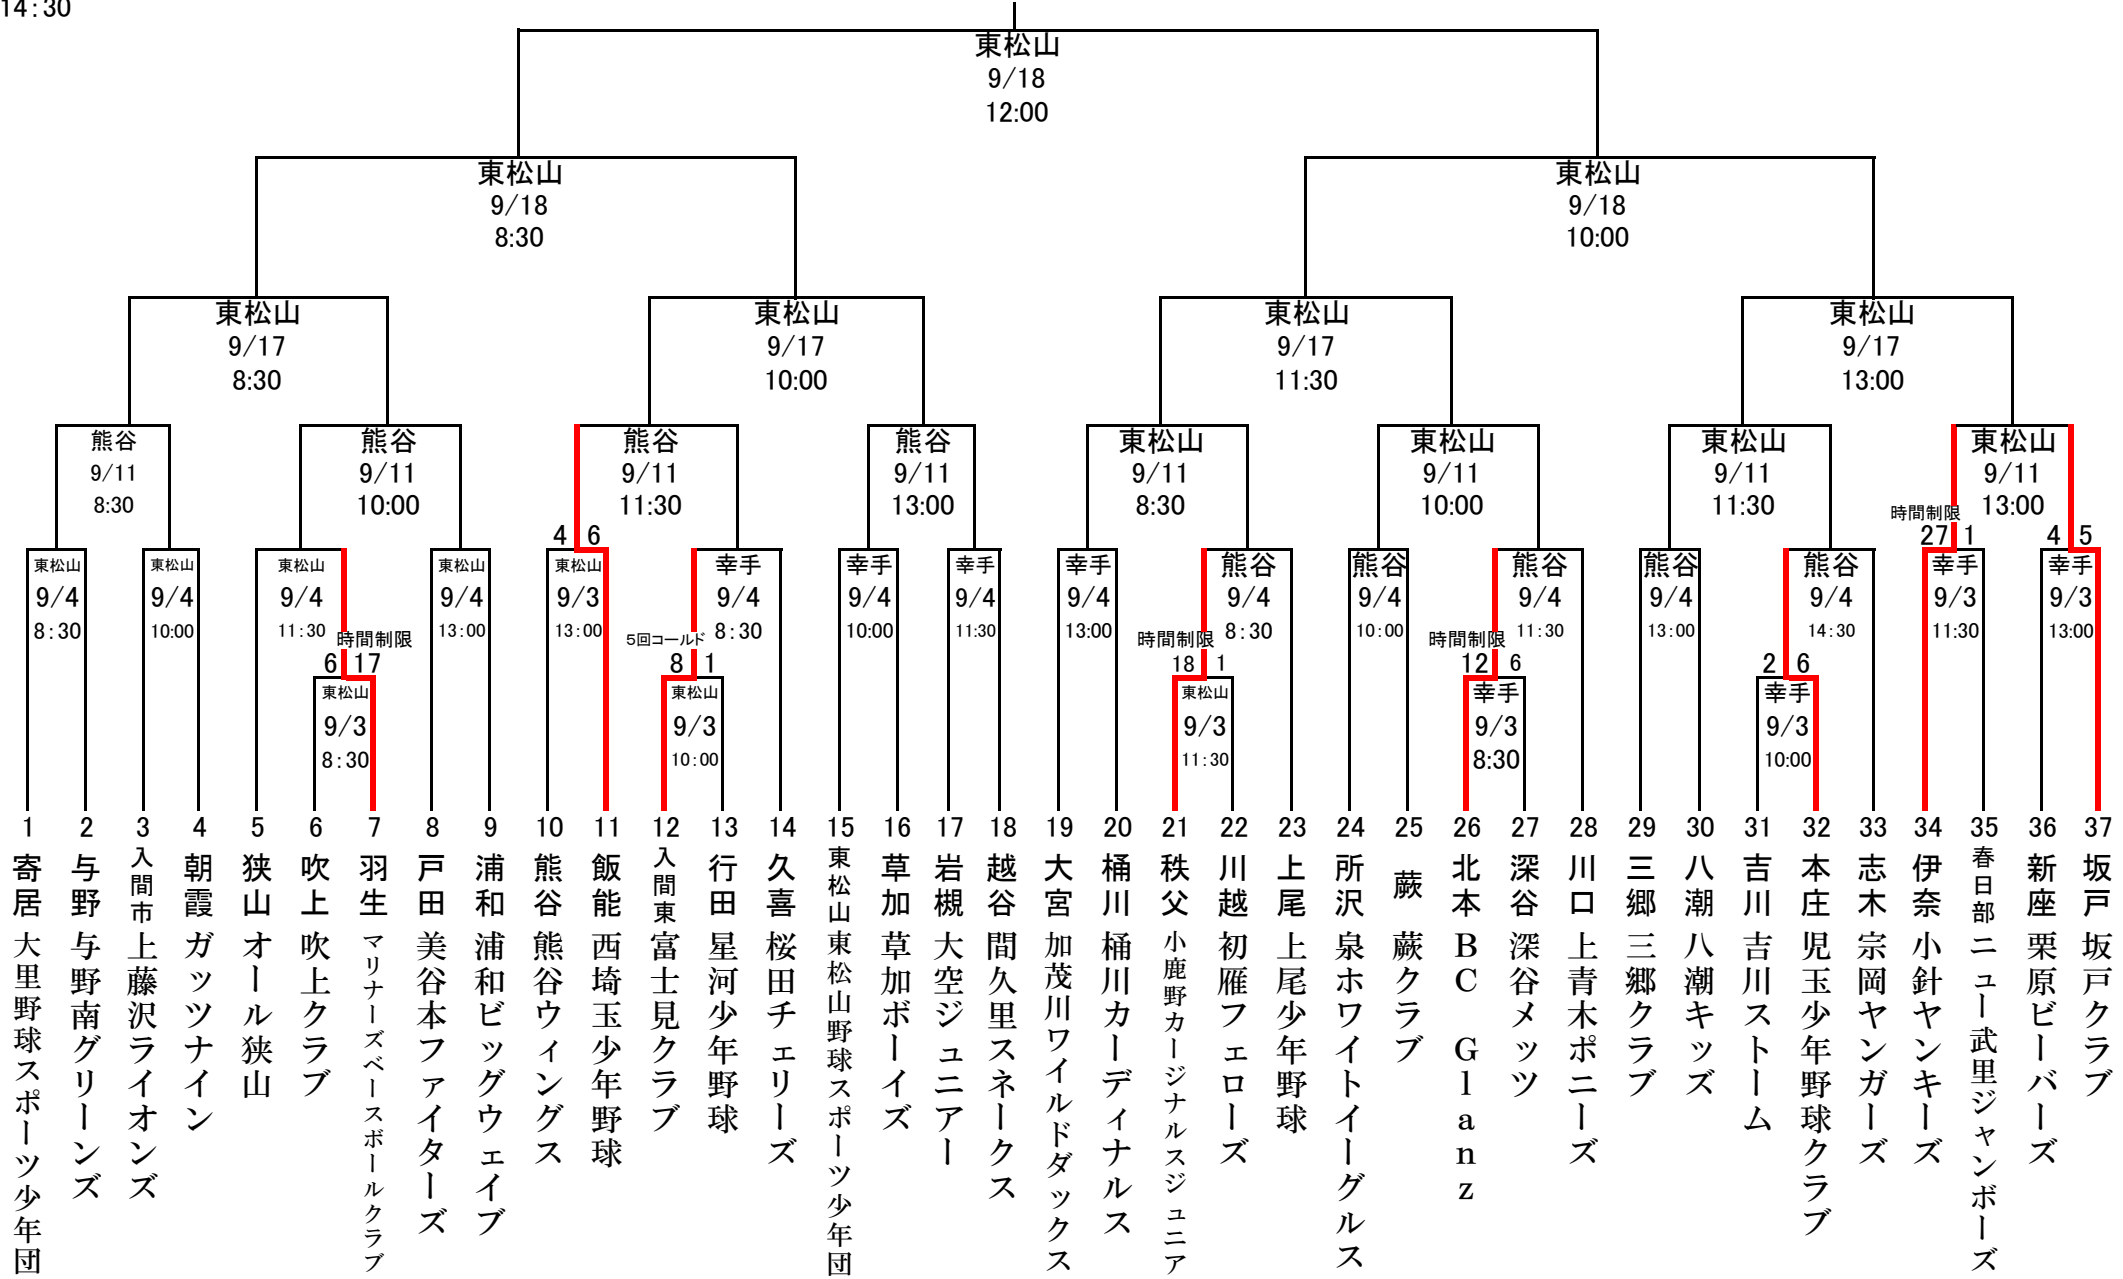 14:30
東松山
9/18
12:00
東松山
9/18
8:30
東松山
9/18
10:00
東松山
9/17
8:30
東松山
9/17
10:00
東松山
9/17
11:30
東松山
9/17
13:00
熊谷
9/11
8:30
熊谷
9/11
10:00
熊谷
9/11
11:30
熊谷
9/11
13:00
東松山
9/11
8:30
東松山
9/11
10:00
東松山
9/11
11:30
東松山
9/11
13:00
4 6
時間制限
27 1
4 5
東松山
9/4
8:30
東松山
9/4
10:00
東松山
9/4
11:30
東松山
9/4
13:00
東松山
9/3
13:00
幸手
9/4
8:30
幸手
9/4
10:00
幸手
9/4
11:30
幸手
9/4
13:00
熊谷
9/4
8:30
熊谷
9/4
10:00
熊谷
9/4
11:30
熊谷
9/4
13:00
熊谷
9/4
14:30
幸手
9/3
11:30
幸手
9/3
13:00
時間制限
6 17
東松山
9/3
8:30
5回コールド
8 1
東松山
9/3
10:00
時間制限
18 1
東松山
9/3
11:30
時間制限
12 6
幸手
9/3
8:30
2 6
幸手
9/3
10:00
1 寄居 大里野球スポーツ少年団
2 与野 与野南グリーンズ
3 入間市 上藤沢ライオンズ
4 朝霞 ガッツナイン
5 狭山 オール狭山
6 吹上 吹上クラブ
7 羽生 マリナーズベースボールクラブ
8 戸田 美谷本ファイターズ
9 浦和 浦和ビッグウェイブ
10 熊谷 熊谷ウィングス
11 飯能 西埼玉少年野球
12 入間東 富士見クラブ
13 行田 星河少年野球
14 久喜 桜田チェリーズ
15 東松山 東松山野球スポーツ少年団
16 草加 草加ボーイズ
17 岩槻 大空ジュニアー
18 越谷 間久里スネークス
19 大宮 加茂川ワイルドダックス
20 桶川 桶川カーディナルス
21 秩父 小鹿野カージナルスジュニア
22 川越 初雁フェローズ
23 上尾 上尾少年野球
24 所沢 泉ホワイトイーグルス
25 蕨 蕨クラブ
26 北本 BC Glanz
27 深谷 深谷メッツ
28 川口 上青木ポニーズ
29 三郷 三郷クラブ
30 八潮 八潮キッズ
31 吉川 吉川ストーム
32 本庄 児玉少年野球クラブ
33 志木 宗岡ヤンガーズ
34 伊奈 小針ヤンキーズ
35 春日部 ニュー武里ジャンボーズ
36 新座 栗原ビーバーズ
37 坂戸 坂戸クラブ